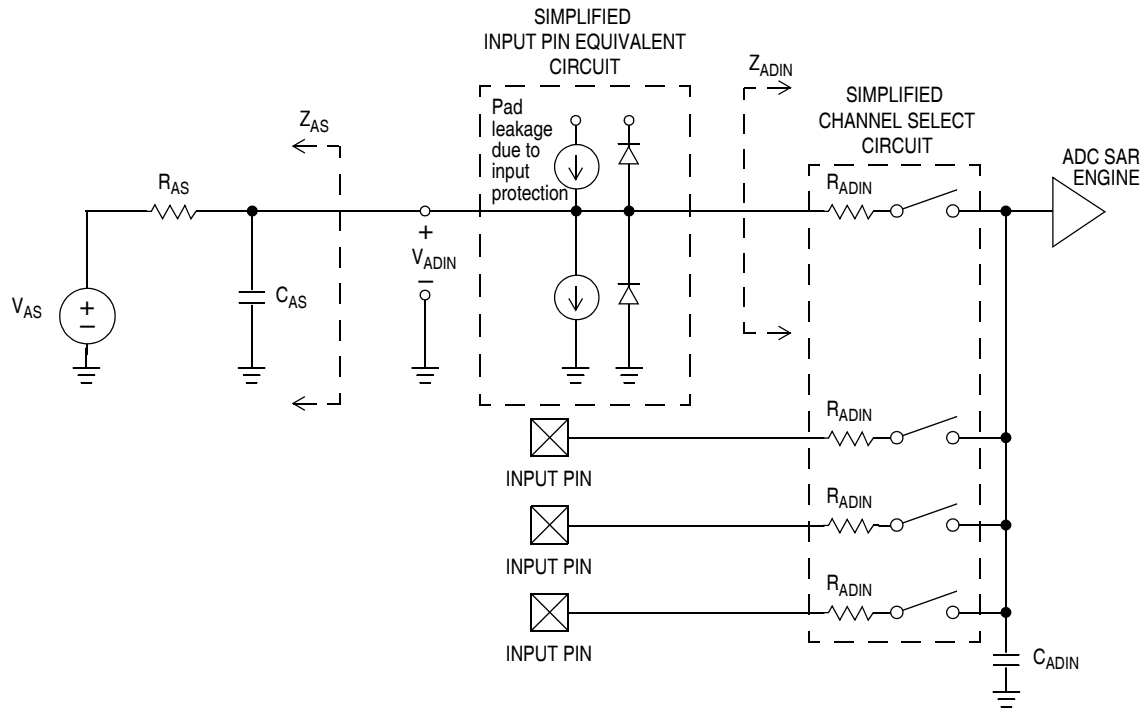 SIMPLIFIED
INPUT PIN EQUIVALENT
CIRCUIT
Z_ADIN
SIMPLIFIED
CHANNEL SELECT
CIRCUIT
Pad
leakage
due to
input
protection
Z_AS
R_AS
R_ADIN
ADC SAR
ENGINE
+
V_ADIN
–
V_AS
+
–
C_AS
R_ADIN
INPUT PIN
R_ADIN
INPUT PIN
R_ADIN
INPUT PIN
C_ADIN